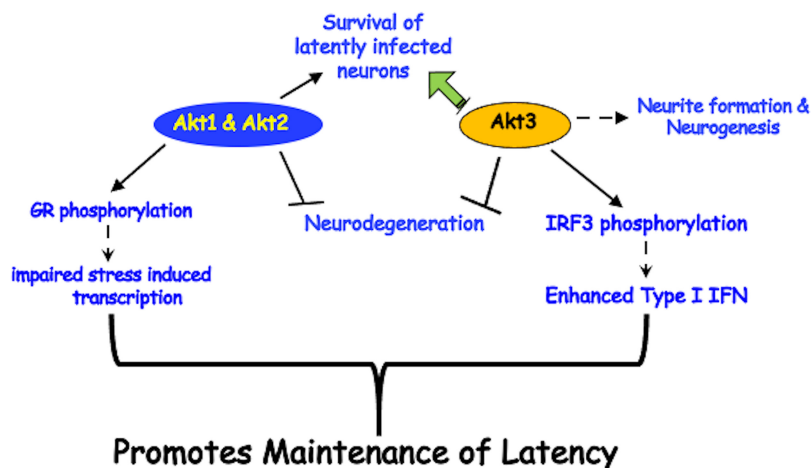 Survival of
latently infected
neurons
Akt1 & Akt2
Akt3
Neurite formation &
Neurogenesis
GR phosphorylation
Neurodegeneration
IRF3 phosphorylation
impaired stress induced
transcription
Enhanced Type I IFN
Promotes Maintenance of Latency